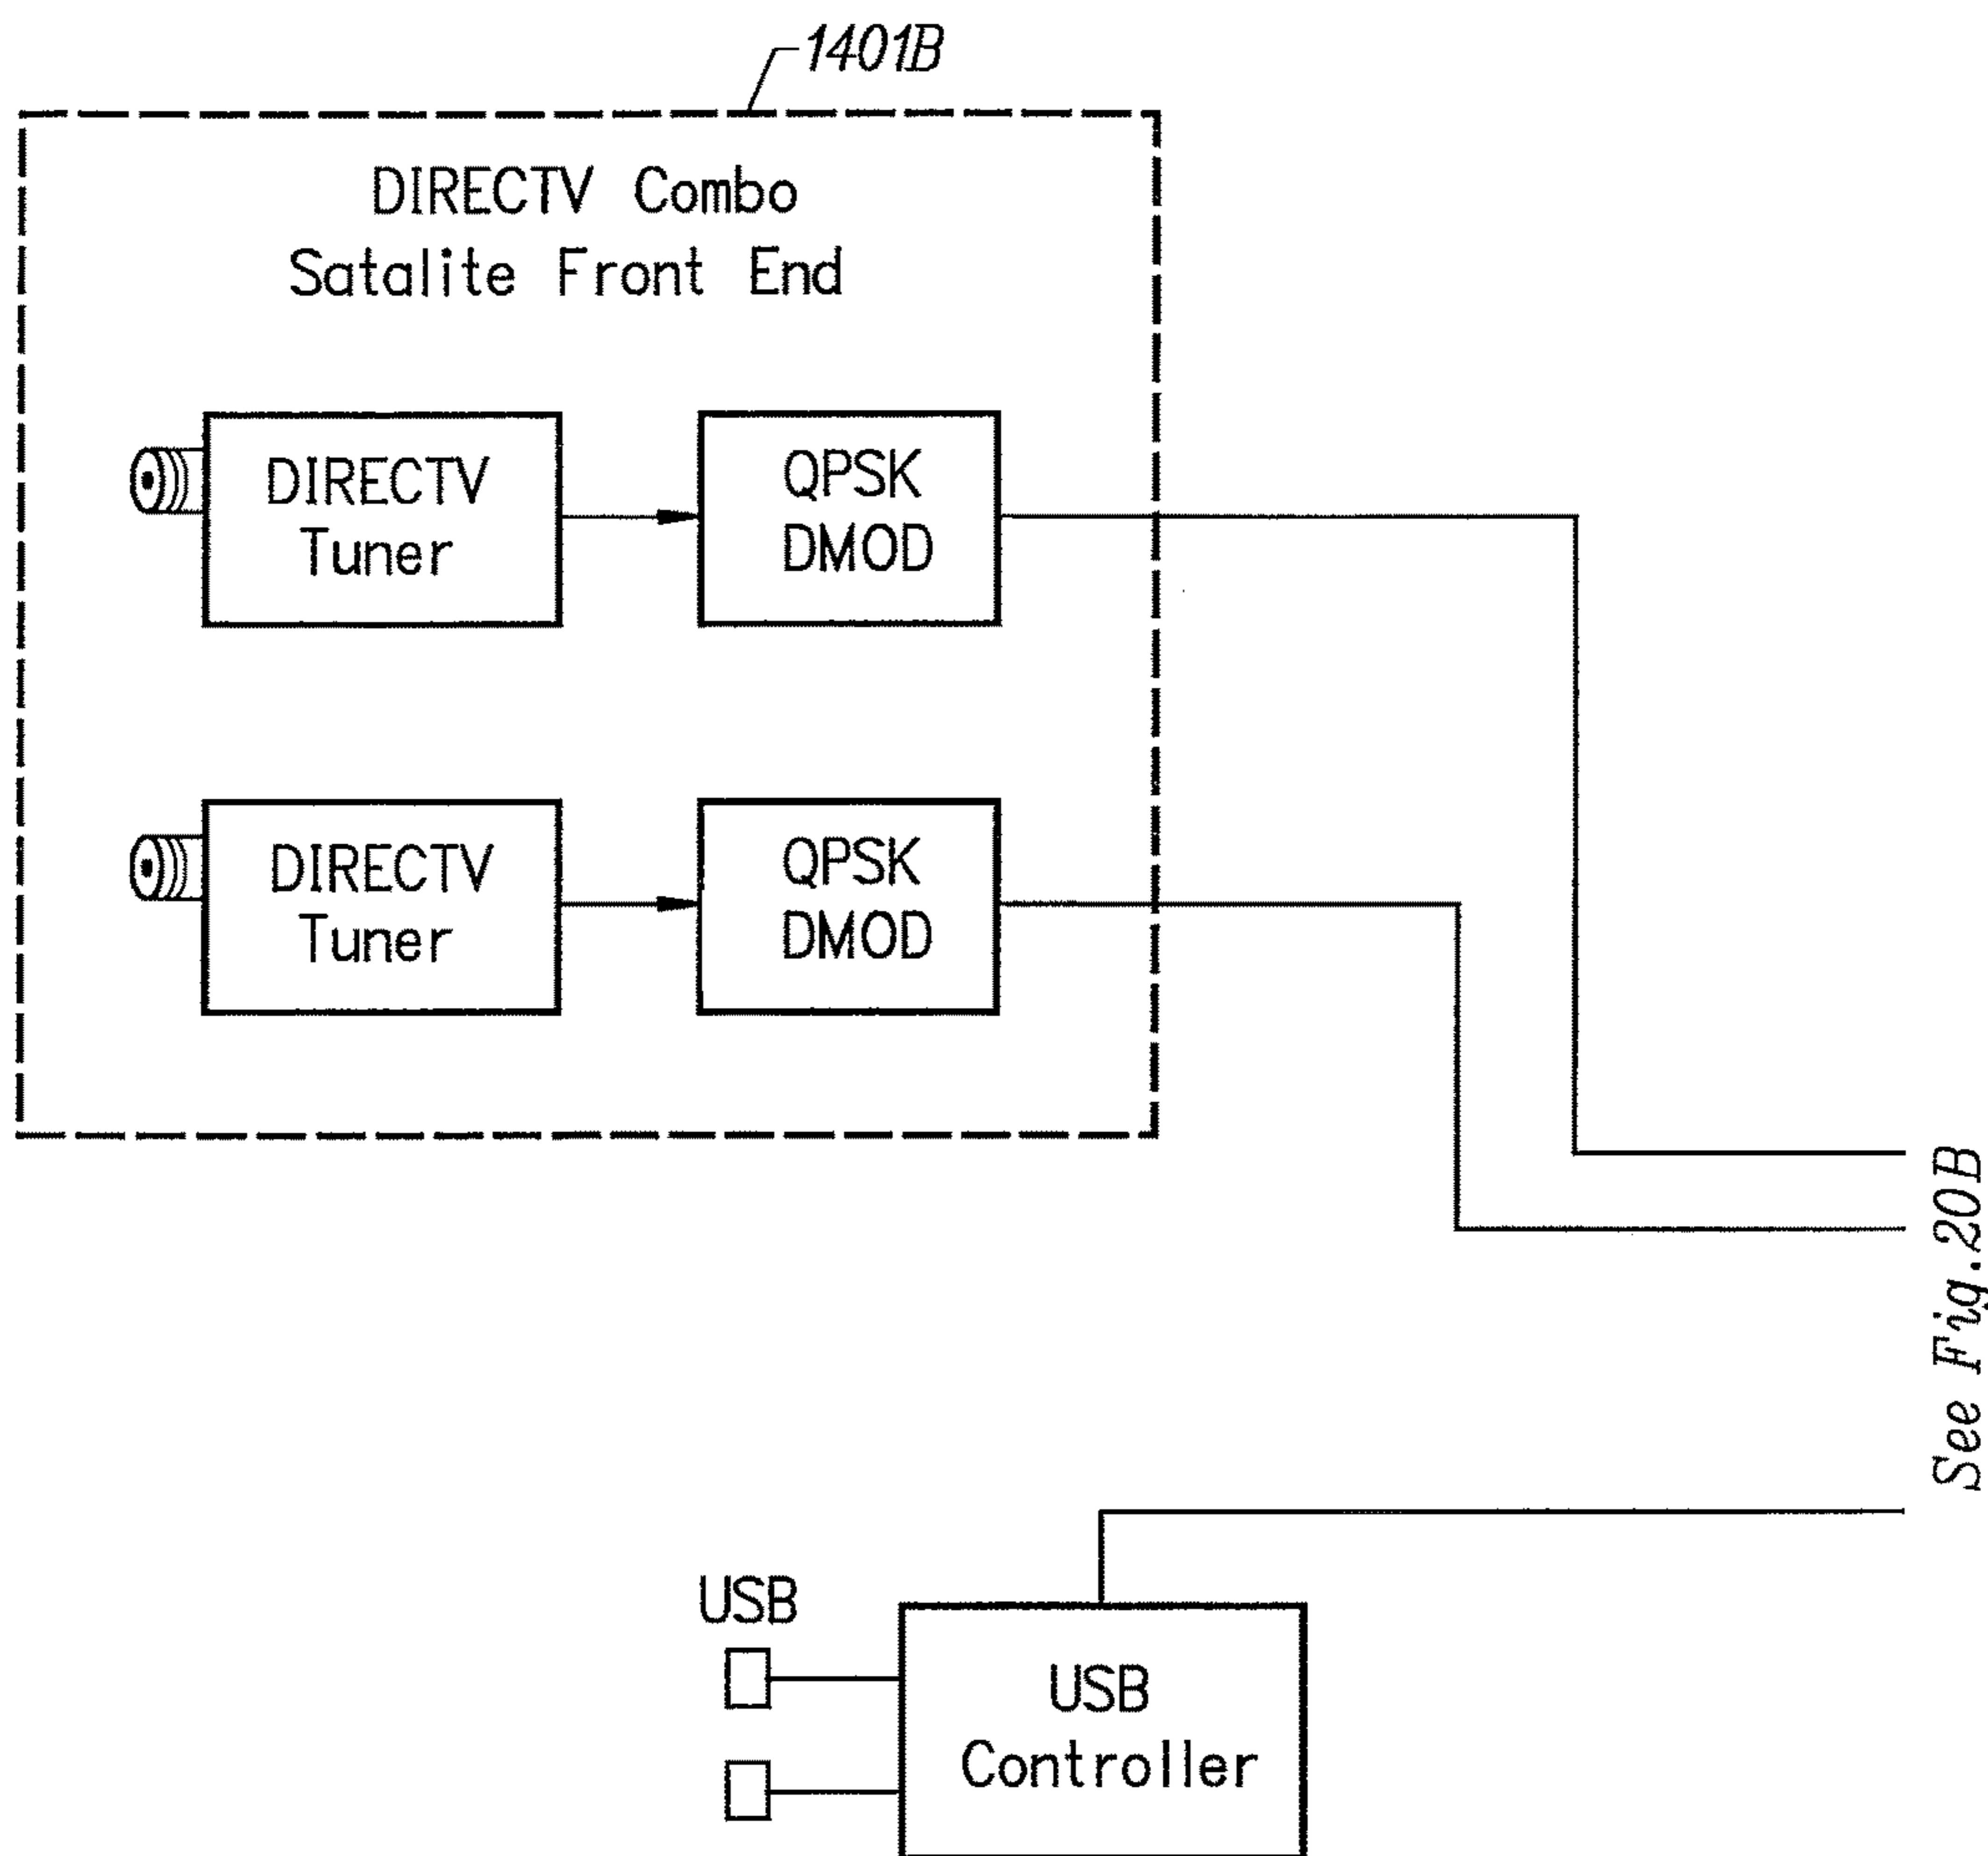 1401B
DIRECTV Combo
Satalite Front End
DIRECTV
Tuner
QPSK
DMOD
DIRECTV
Tuner
QPSK
DMOD
See Fig.20B
USB
USB
Controller